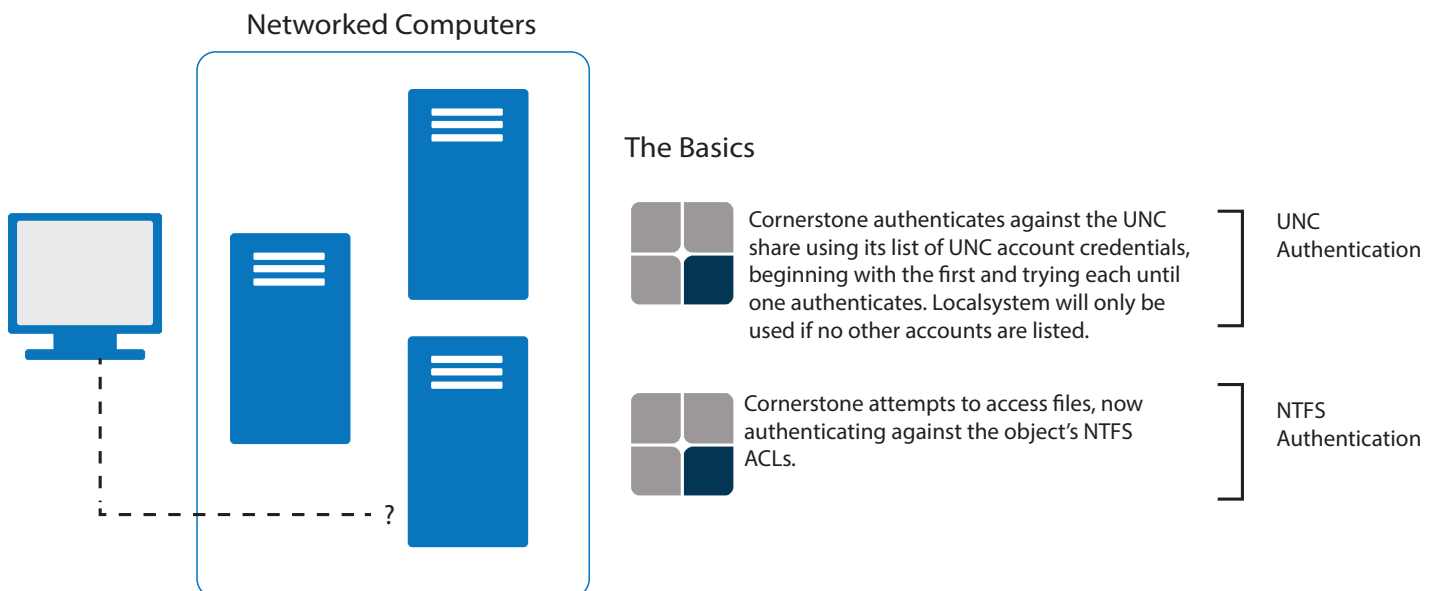 Networked Computers
?
The Basics
Cornerstone authenticates against the UNC
share using its list of UNC account credentials,
beginning with the first and trying each until
one authenticates. Localsystem will only be
used if no other accounts are listed.
UNC
Authentication
Cornerstone attempts to access files, now
authenticating against the object’s NTFS
ACLs.
NTFS
Authentication